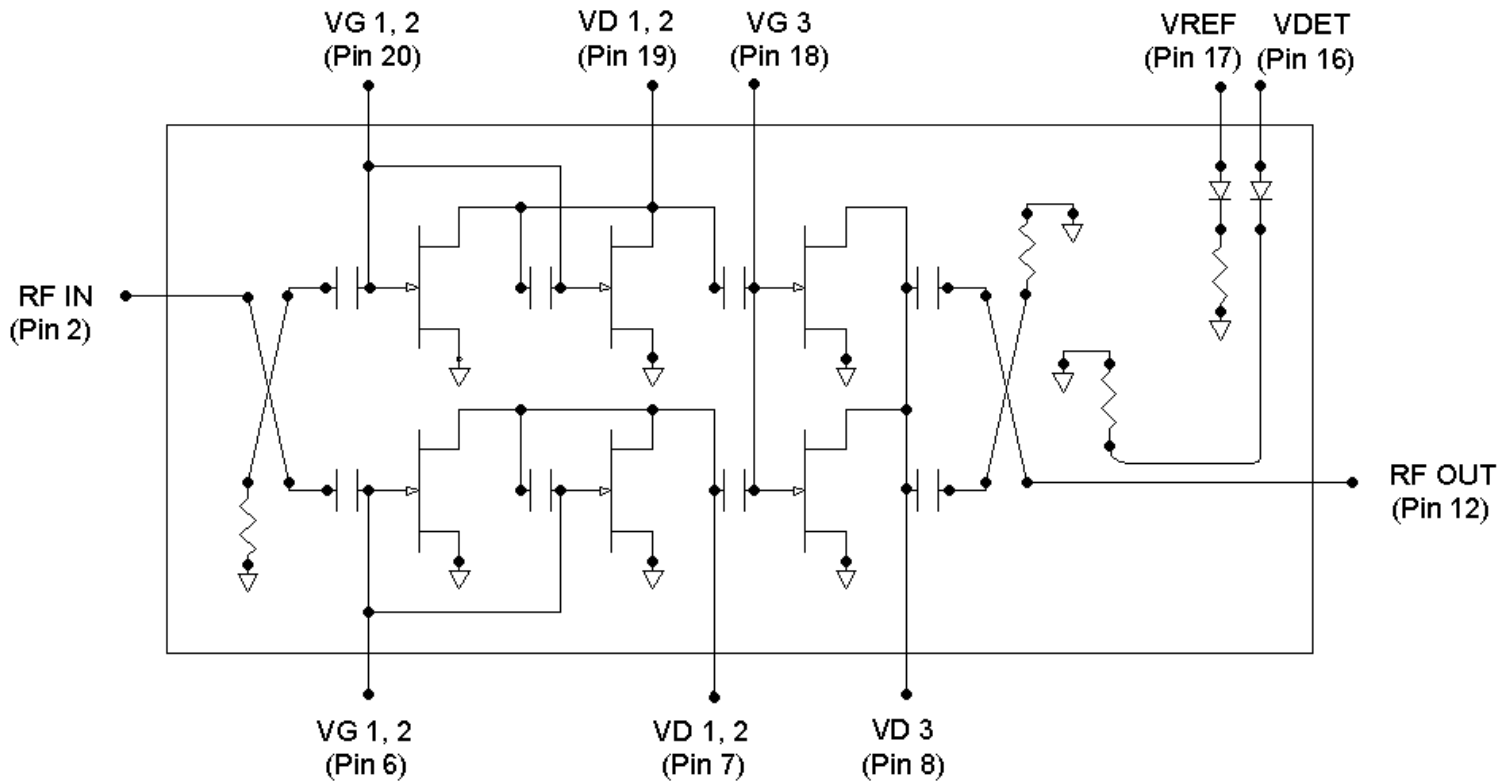 VG 1, 2
(Pin 20)
VD 1, 2
(Pin 19)
VG 3
(Pin 18)
VREF
(Pin 17)
VDET
(Pin 16)
RF IN
(Pin 2)
RF OUT
(Pin 12)
VG 1, 2
(Pin 6)
VD 1, 2
(Pin 7)
VD 3
(Pin 8)